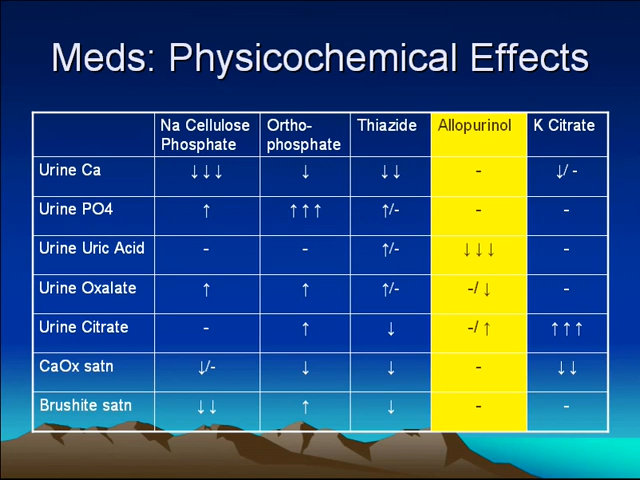 Meds: Physicochemical Effects
Na Cellulose Phosphate | Ortho-phosphate | Thiazide | Allopurinol | K Citrate
Urine Ca | ↓↓↓ | ↓ | ↓↓ | - | ↓/ -
Urine PO4 | ↑ | ↑↑↑ | ↑/- | - | -
Urine Uric Acid | - | - | ↑/- | ↓↓↓ | -
Urine Oxalate | ↑ | ↑ | ↑/- | -/ ↓ | -
Urine Citrate | - | ↑ | ↓ | -/ ↑ | ↑↑↑
CaOx satn | ↓/- | ↓ | ↓ | - | ↓↓
Brushite satn | ↓↓ | ↑ | ↓ | - | -